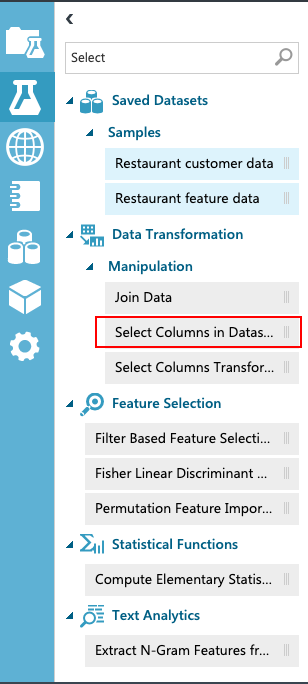 Select
Saved Datasets
Samples
Restaurant customer data
Restaurant feature data
Data Transformation
Manipulation
Join Data
Select Columns in Datas...
Select Columns Transfor...
Feature Selection
Filter Based Feature Selecti...
Fisher Linear Discriminant ...
Permutation Feature Impor...
Statistical Functions
Compute Elementary Statis...
Text Analytics
Extract N-Gram Features fr...